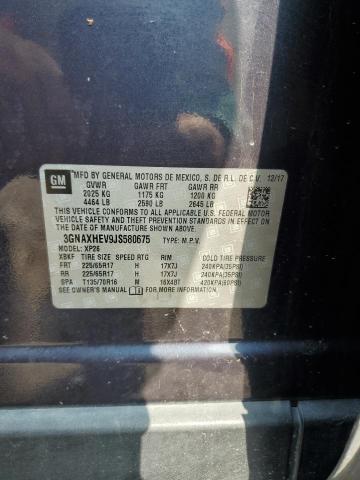 GM
MFD BY GENERAL MOTORS DE MEXICO, S. DE R.L. DE C.V. 12/17
GVWR GAWR FRT GAWR RR
2025 KG 1175 KG 1200 KG
4464 LB 2590 LB 2645 LB
THIS VEHICLE CONFORMS TO ALL APPLICABLE U.S. FEDERAL MOTOR
VEHICLE SAFETY AND THEFT PREVENTION STANDARDS IN EFFECT
ON THE DATE OF MANUFACTURE SHOWN ABOVE.
3GNAXHEV9JS580675 TYPE: M.P.V.
XP26
XBKF TIRE SIZE SPEED RTG RIM COLD TIRE PRESSURE
FRT 225/65R17 H 17X7J 240KPA(35PSI)
RR 225/65R17 H 17X7J 240KPA(35PSI)
SPA T135/70R16 M 16X4BT 420KPA(60PSI)
SEE OWNER'S MANUAL FOR MORE INFORMATION.